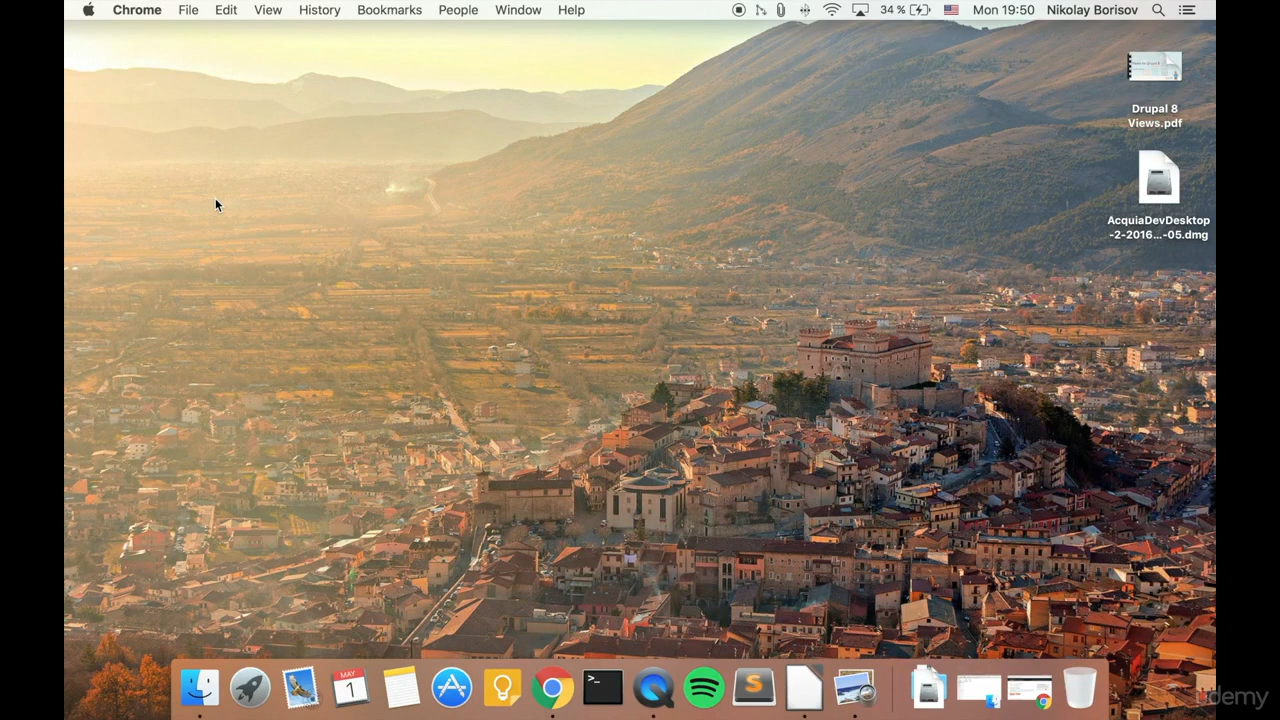 Chrome File Edit View History Bookmarks People Window Help 34 % Mon 19:50 Nikolay Borisov
Drupal 8
Views.pdf
AcquiaDevDesktop
-2-2016...-05.dmg
MAY
1
udemy